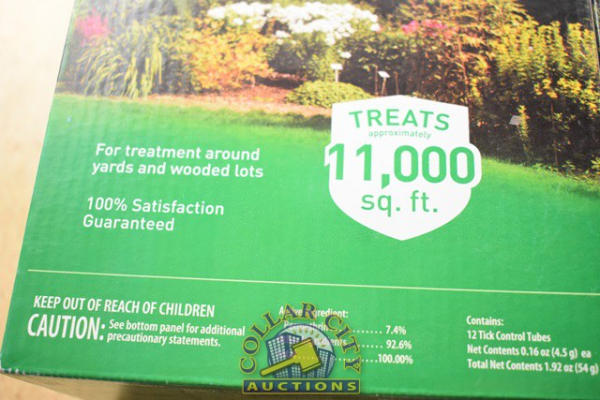 TREATS
approximately
11,000
sq. ft.
For treatment around
yards and wooded lots
100% Satisfaction
Guaranteed
KEEP OUT OF REACH OF CHILDREN
CAUTION: See bottom panel for additional
precautionary statements.
..... 7.4%
..... 92.6%
.....100.00%
Contains:
12 Tick Control Tubes
Net Contents 0.16 oz (4.5 g) ea
Total Net Contents 1.92 oz (54 g)
COLLAR CITY
AUCTIONS